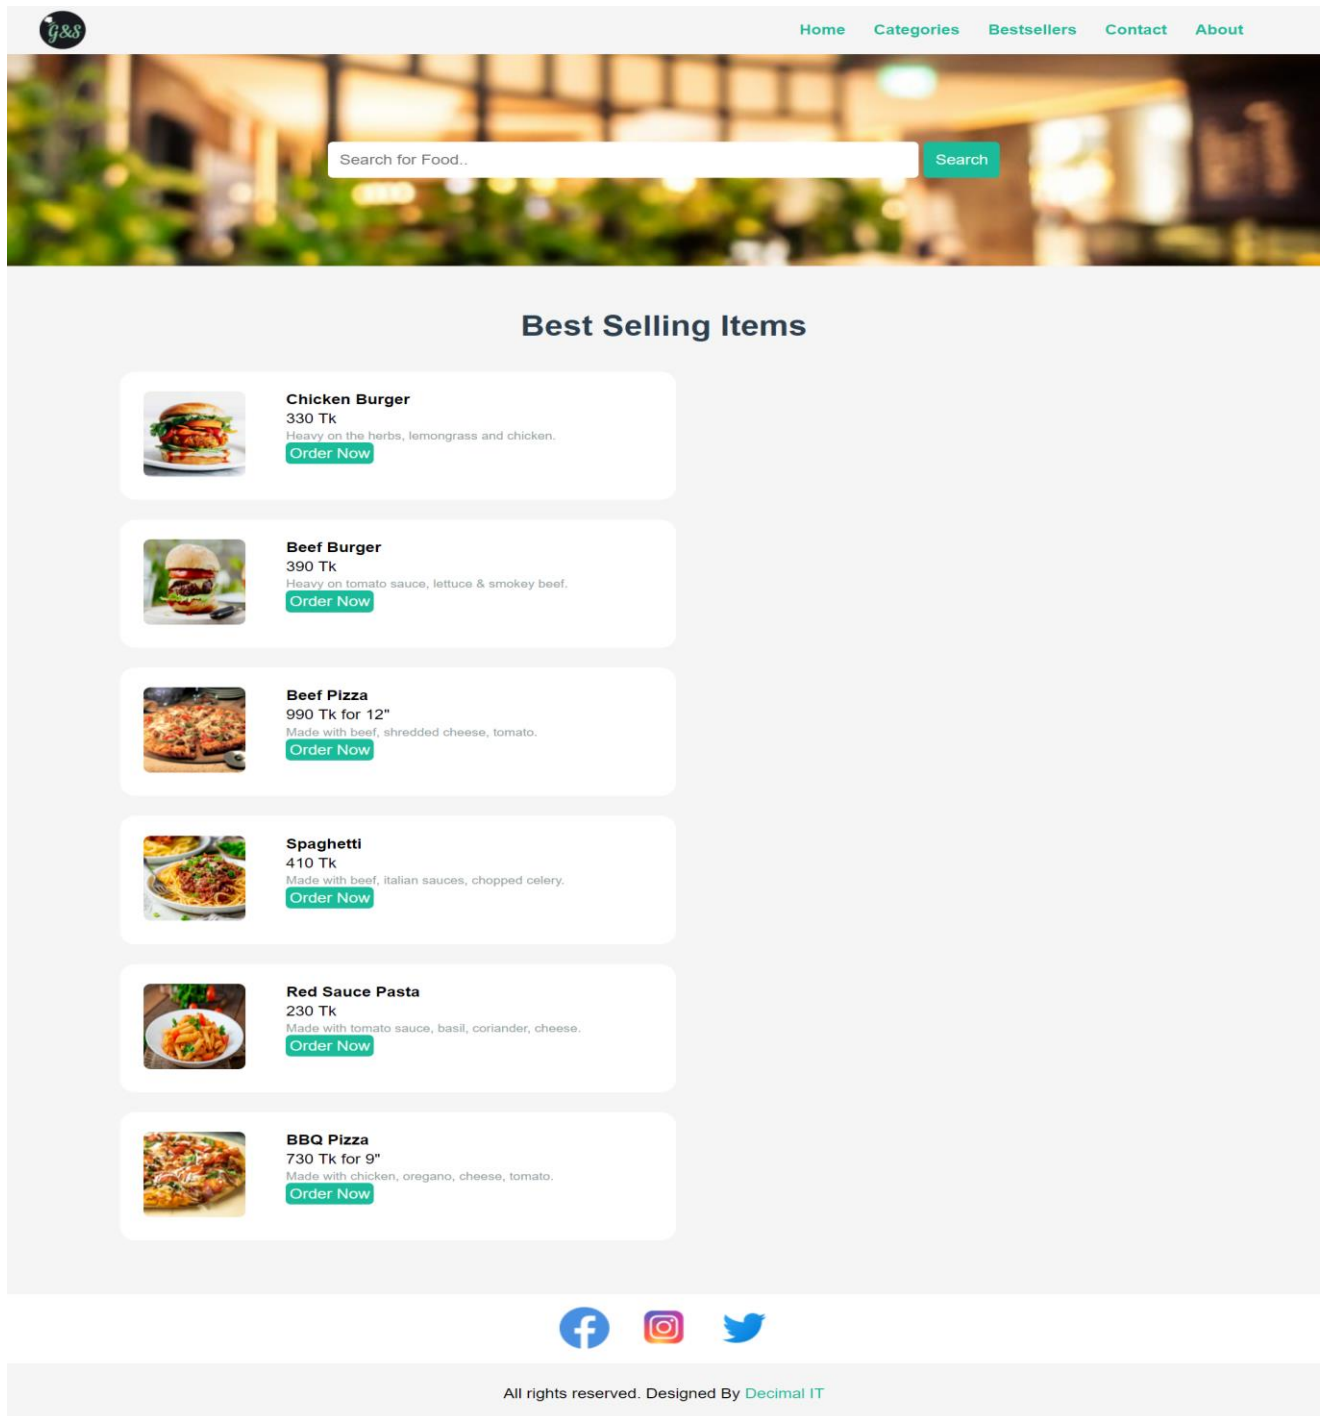 G&S
Home Categories Bestsellers Contact About
Search for Food.. Search
Best Selling Items
Chicken Burger
330 Tk
Heavy on the herbs, lemongrass and chicken.
Order Now
Beef Burger
390 Tk
Heavy on tomato sauce, lettuce & smokey beef.
Order Now
Beef Pizza
990 Tk for 12"
Made with beef, shredded cheese, tomato.
Order Now
Spaghetti
410 Tk
Made with beef, italian sauces, chopped celery.
Order Now
Red Sauce Pasta
230 Tk
Made with tomato sauce, basil, coriander, cheese.
Order Now
BBQ Pizza
730 Tk for 9"
Made with chicken, oregano, cheese, tomato.
Order Now
All rights reserved. Designed By Decimal IT